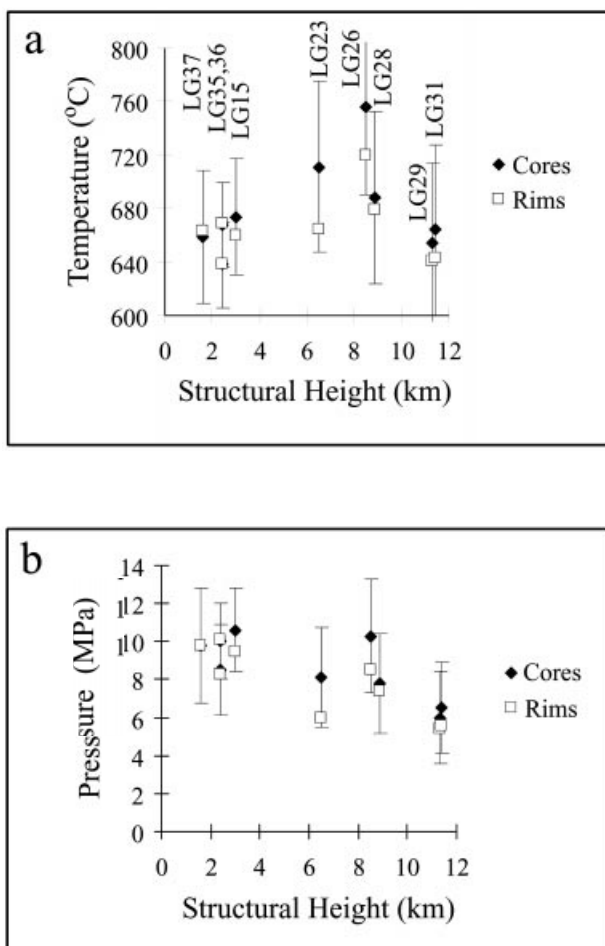 a
800
760
720
680
640
600
Temperature (°C)
LG37
LG35,36
LG15
LG23
LG26
LG28
LG29
LG31
Cores
Rims
0 2 4 6 8 10 12
Structural Height (km)
b
14
12
1
8
6
4
2
0
Presssure (MPa)
Cores
Rims
0 2 4 6 8 10 12
Structural Height (km)